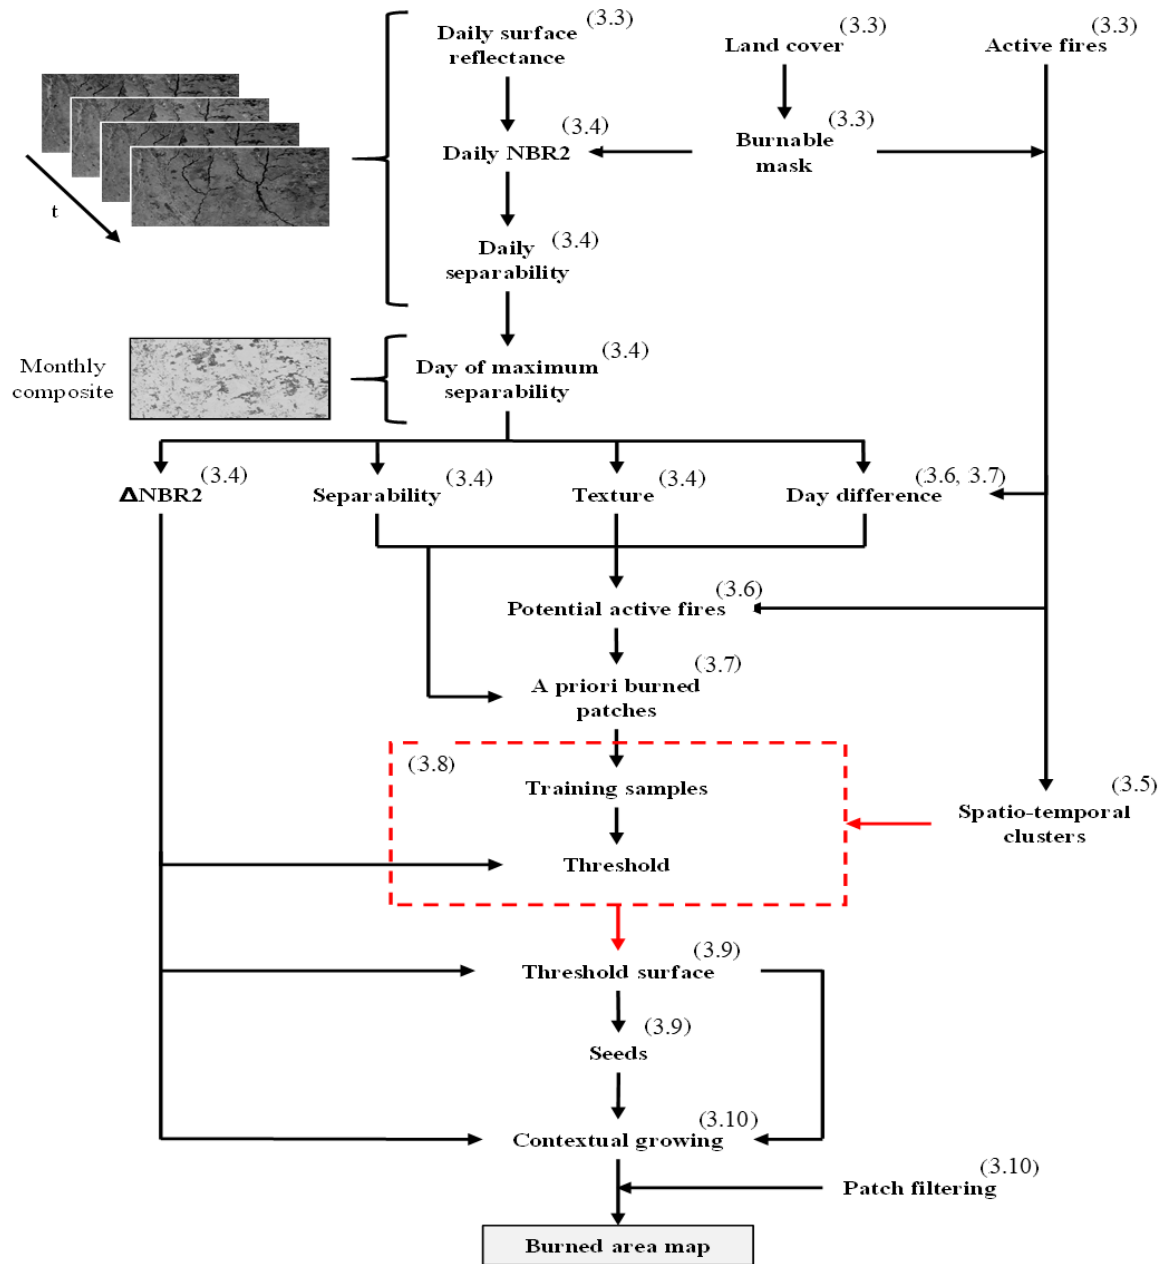 Daily surface
reflectance
(3.3)
Land cover
(3.3)
Active fires
(3.3)
Daily NBR2
(3.4)
Burnable
mask
(3.3)
t
Daily
separability
(3.4)
Monthly
composite
Day of maximum
separability
(3.4)
ΔNBR2
(3.4)
Separability
(3.4)
Texture
(3.4)
Day difference
(3.6, 3.7)
Potential active fires
(3.6)
A priori burned
patches
(3.7)
(3.8)
Training samples
Threshold
Spatio-temporal
clusters
(3.5)
Threshold surface
(3.9)
Seeds
(3.9)
Contextual growing
(3.10)
Patch filtering
(3.10)
Burned area map